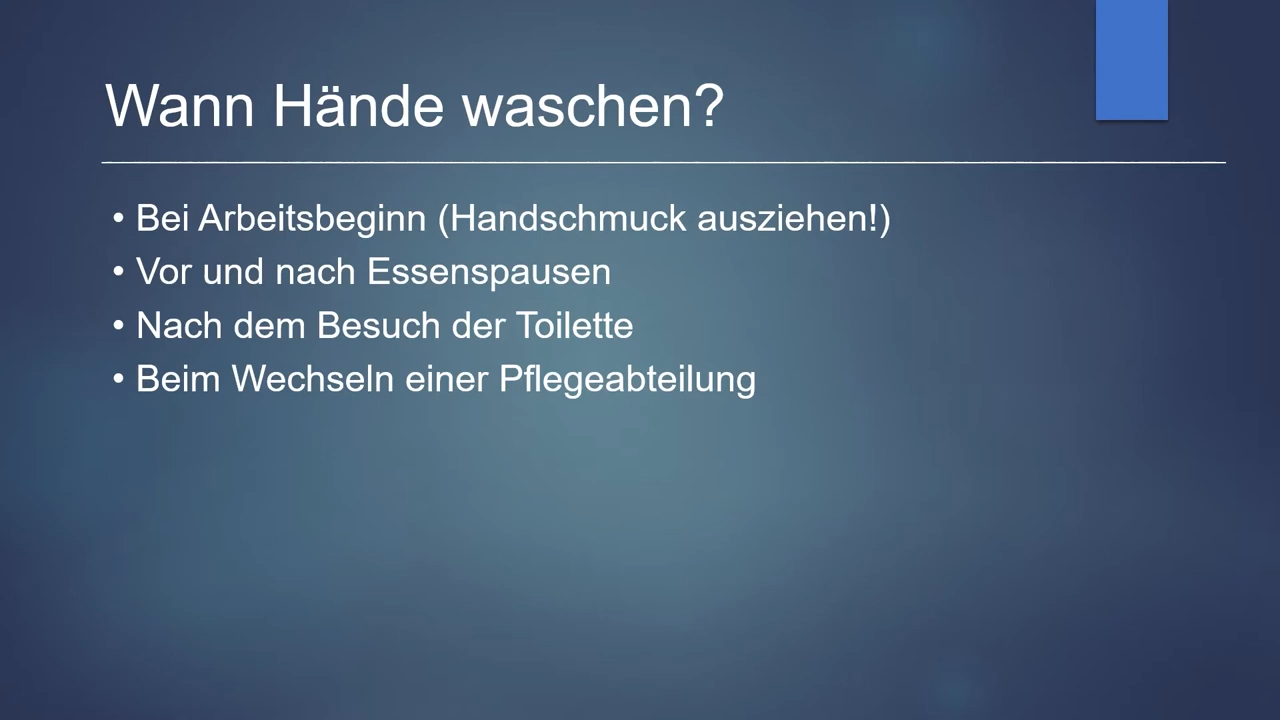 Wann Hände waschen?
• Bei Arbeitsbeginn (Handschmuck ausziehen!)
• Vor und nach Essenspausen
• Nach dem Besuch der Toilette
• Beim Wechseln einer Pflegeabteilung